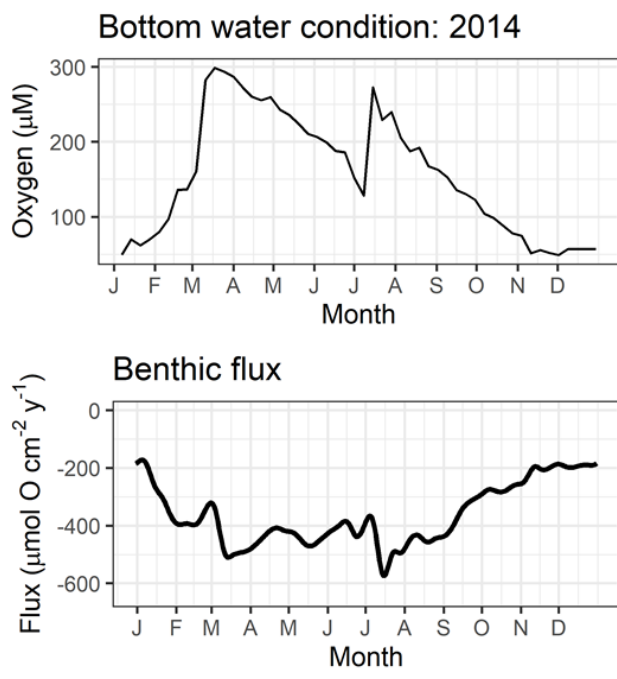 Bottom water condition: 2014
Oxygen (μM)
300
200
100
J F M A M J J A S O N D
Month
Benthic flux
Flux (μmol O cm⁻² y⁻¹)
0
-200
-400
-600
J F M A M J J A S O N D
Month